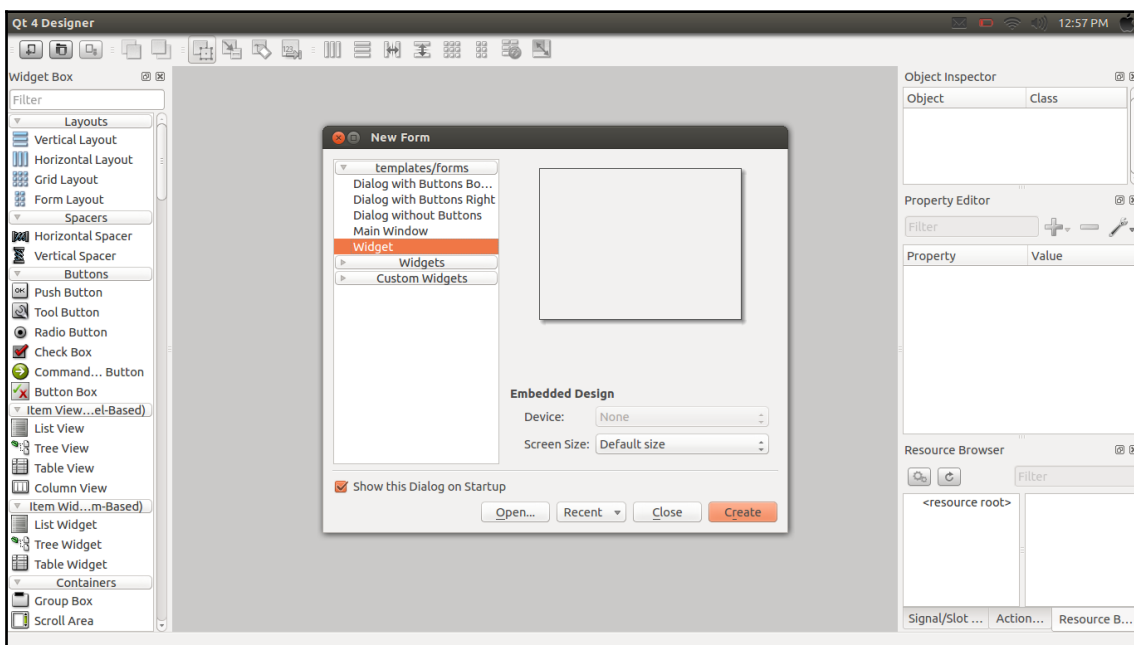 Qt 4 Designer
12:57 PM
Widget Box
Filter
Layouts
Vertical Layout
Horizontal Layout
Grid Layout
Form Layout
Spacers
Horizontal Spacer
Vertical Spacer
Buttons
OK
Push Button
Tool Button
Radio Button
Check Box
Command... Button
Button Box
Item View...el-Based)
List View
Tree View
Table View
Column View
Item Wid...m-Based)
List Widget
Tree Widget
Table Widget
Containers
Group Box
Scroll Area
New Form
templates/forms
Dialog with Buttons Bo...
Dialog with Buttons Right
Dialog without Buttons
Main Window
Widget
Widgets
Custom Widgets
Embedded Design
Device: None
Screen Size: Default size
Show this Dialog on Startup
Open... Recent Close Create
Object Inspector
Object Class
Property Editor
Filter
Property Value
Resource Browser
Filter
<resource root>
Signal/Slot ... Action... Resource B...